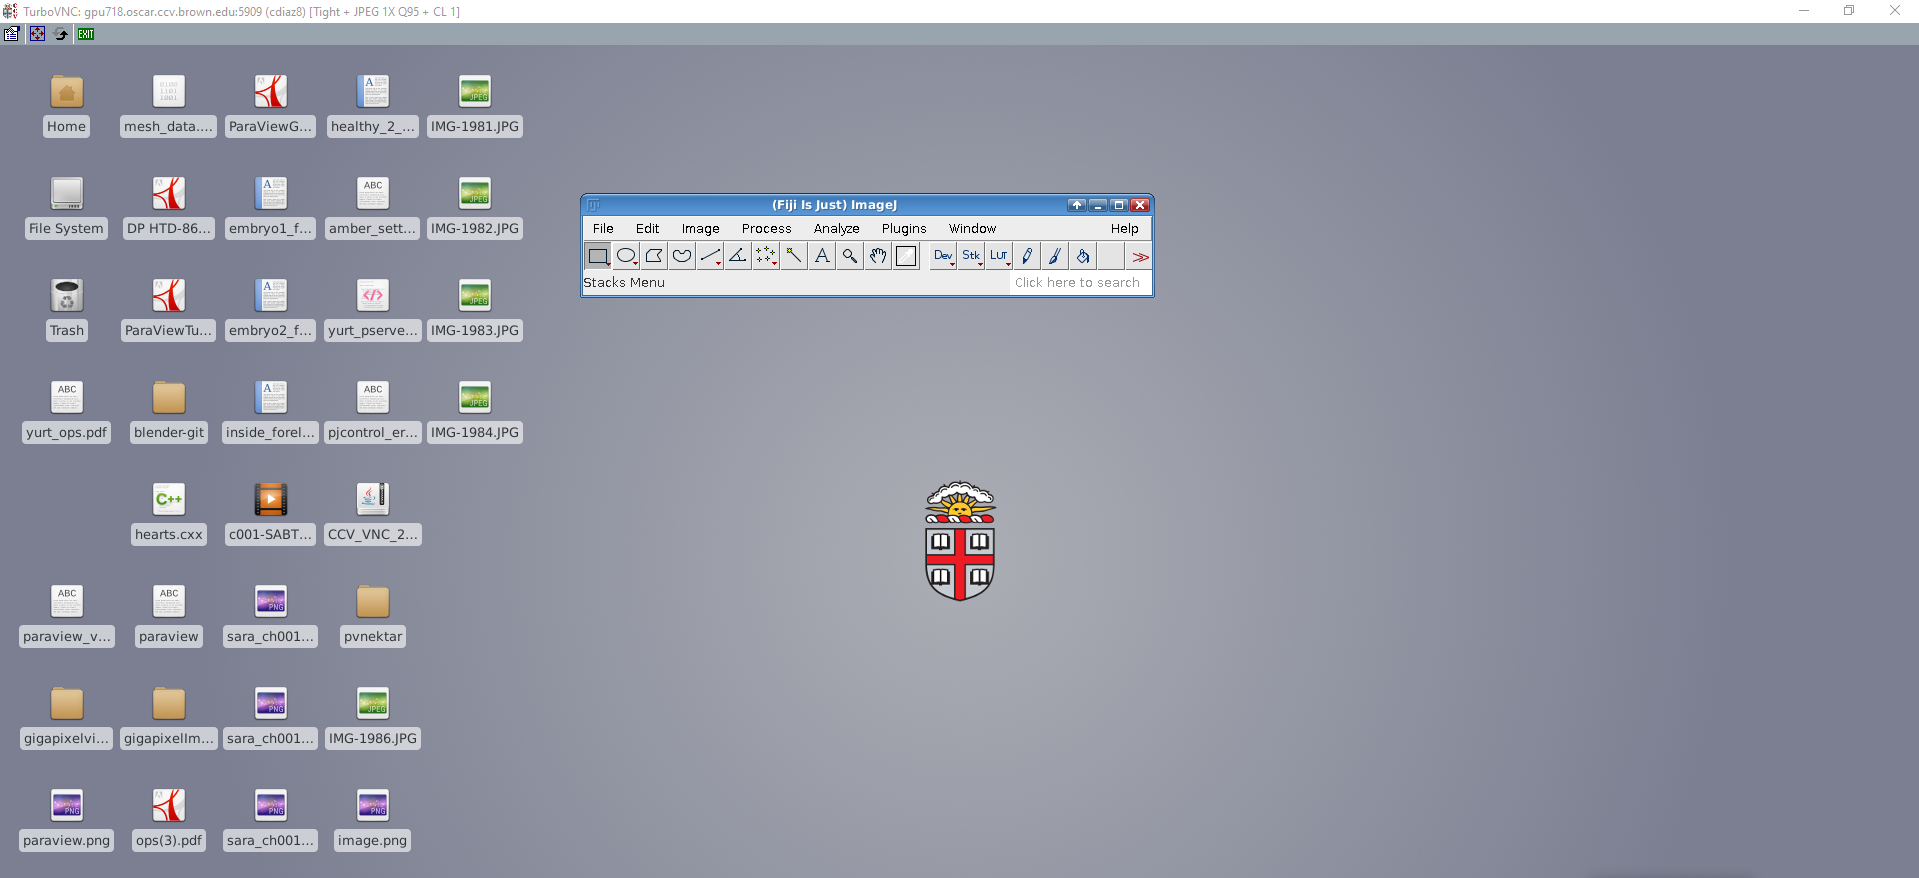 TurboVNC: gpu718.oscar.ccv.brown.edu:5909 (cdiaz8) [Tight + JPEG 1X Q95 + CL 1]
EXIT
Home
mesh_data....
ParaViewG...
healthy_2_...
IMG-1981.JPG
File System
DP HTD-86...
embryo1_f...
amber_sett...
IMG-1982.JPG
Trash
ParaViewTu...
embryo2_f...
yurt_pserve...
IMG-1983.JPG
yurt_ops.pdf
blender-git
inside_forel...
pjcontrol_er...
IMG-1984.JPG
hearts.cxx
c001-SABT...
CCV_VNC_2...
paraview_v...
paraview
sara_ch001...
pvnektar
gigapixelvi...
gigapixelIm...
sara_ch001...
IMG-1986.JPG
paraview.png
ops(3).pdf
sara_ch001...
image.png
(Fiji Is Just) ImageJ
File Edit Image Process Analyze Plugins Window Help
A Dev Stk LUT >>
Stacks Menu Click here to search